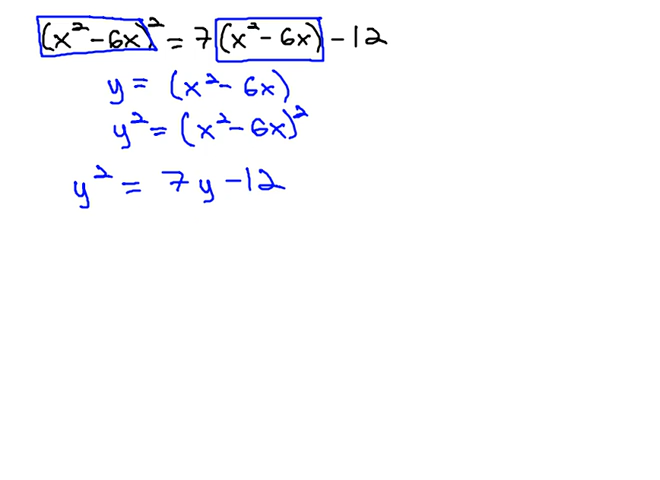 (x² - 6x)² = 7(x² - 6x) - 12
y = (x² - 6x)
y² = (x² - 6x)²
y² = 7y - 12